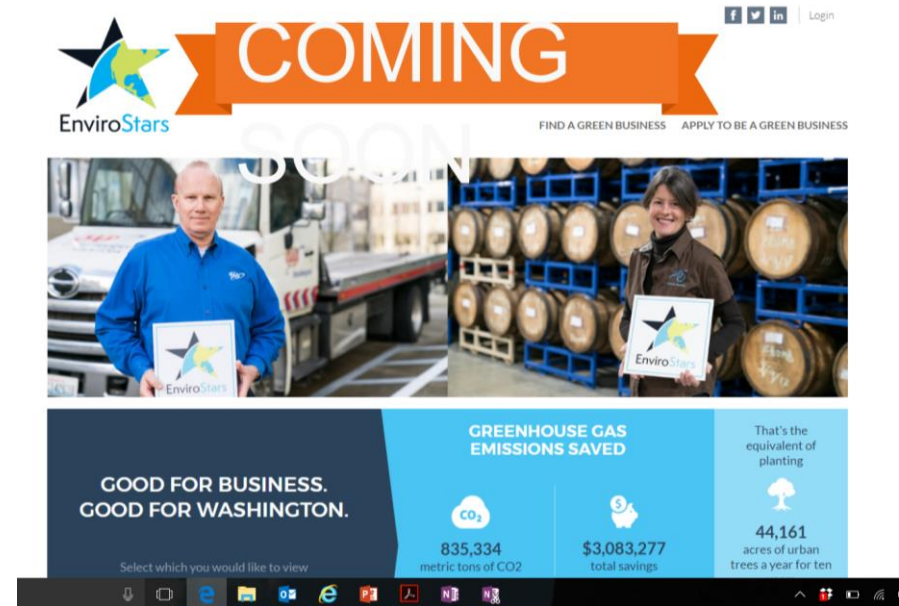 COMING
SOON
f in Login
EnviroStars
FIND A GREEN BUSINESS APPLY TO BE A GREEN BUSINESS
EnviroStars
EnviroStars
GOOD FOR BUSINESS.
GOOD FOR WASHINGTON.
Select which you would like to view
GREENHOUSE GAS
EMISSIONS SAVED
CO2
835,334
metric tons of CO2
$
$3,083,277
total savings
That's the
equivalent of
planting
44,161
acres of urban
trees a year for ten